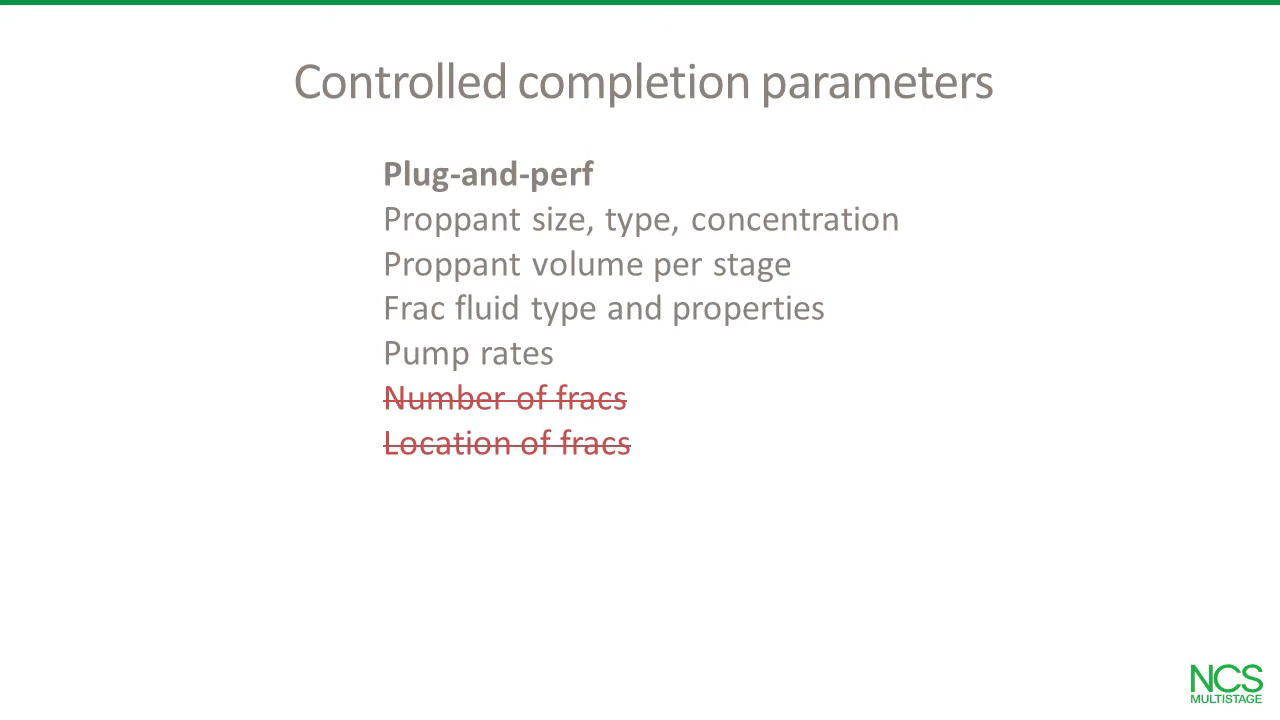 Controlled completion parameters
Plug-and-perf
Proppant size, type, concentration
Proppant volume per stage
Frac fluid type and properties
Pump rates
Number of fracs
Location of fracs
NCS
MULTISTAGE